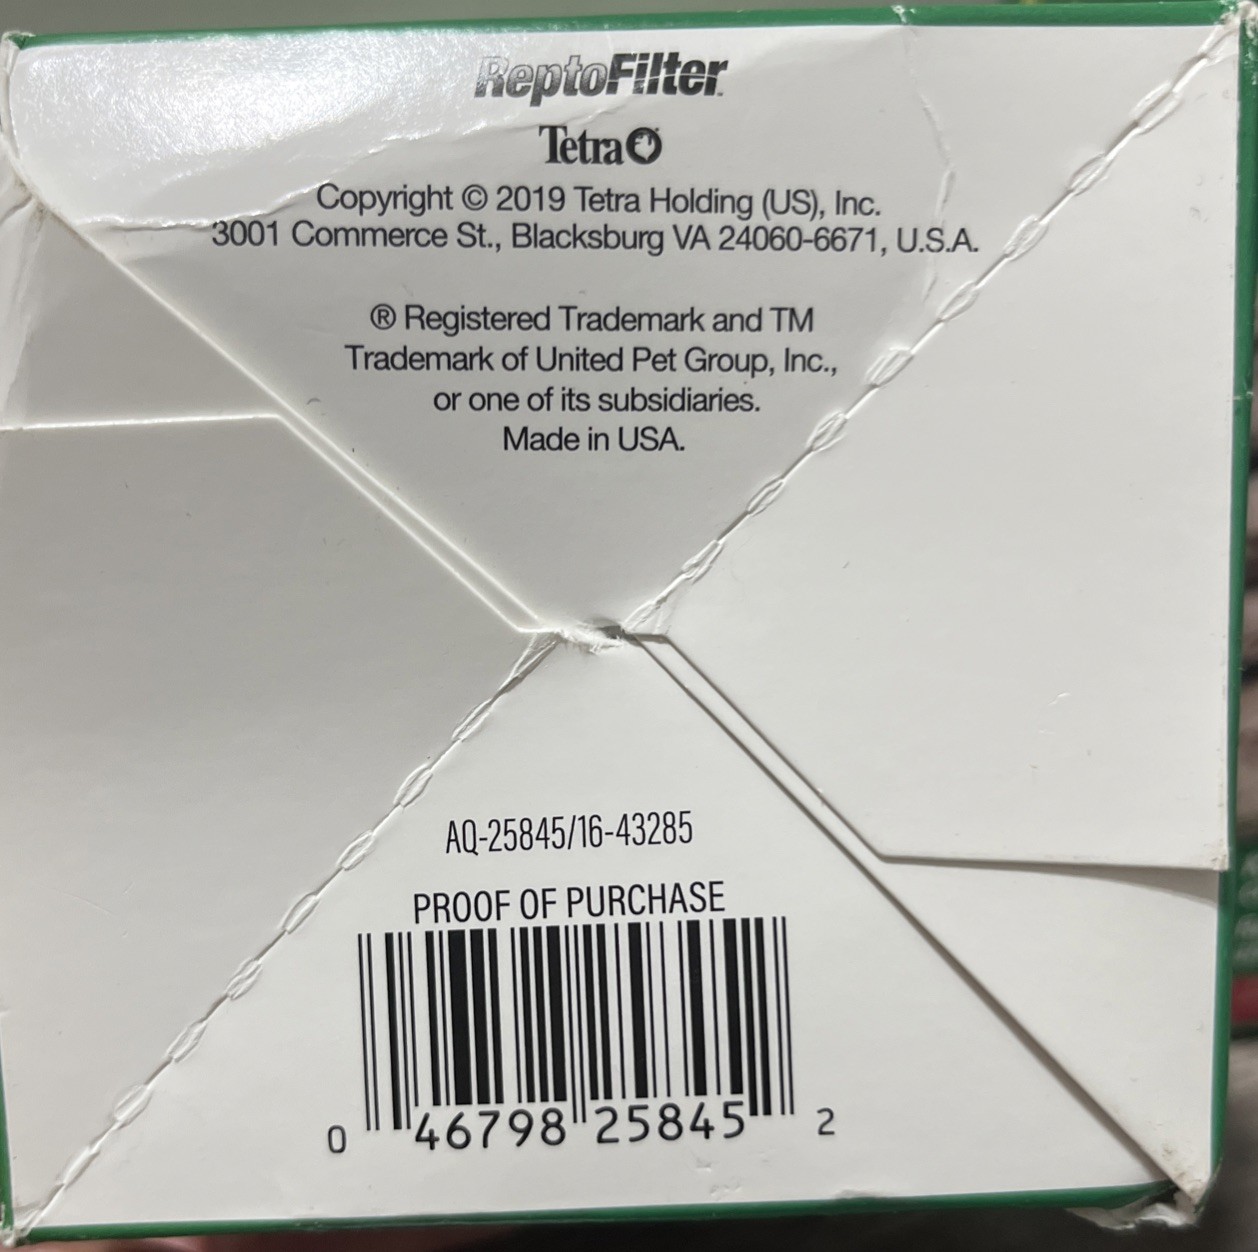 ReptoFilter
Tetra
Copyright © 2019 Tetra Holding (US), Inc.
3001 Commerce St., Blacksburg VA 24060-6671, U.S.A.
® Registered Trademark and TM
Trademark of United Pet Group, Inc.,
or one of its subsidiaries.
Made in USA.
AQ-25845/16-43285
PROOF OF PURCHASE
0 46798 25845 2